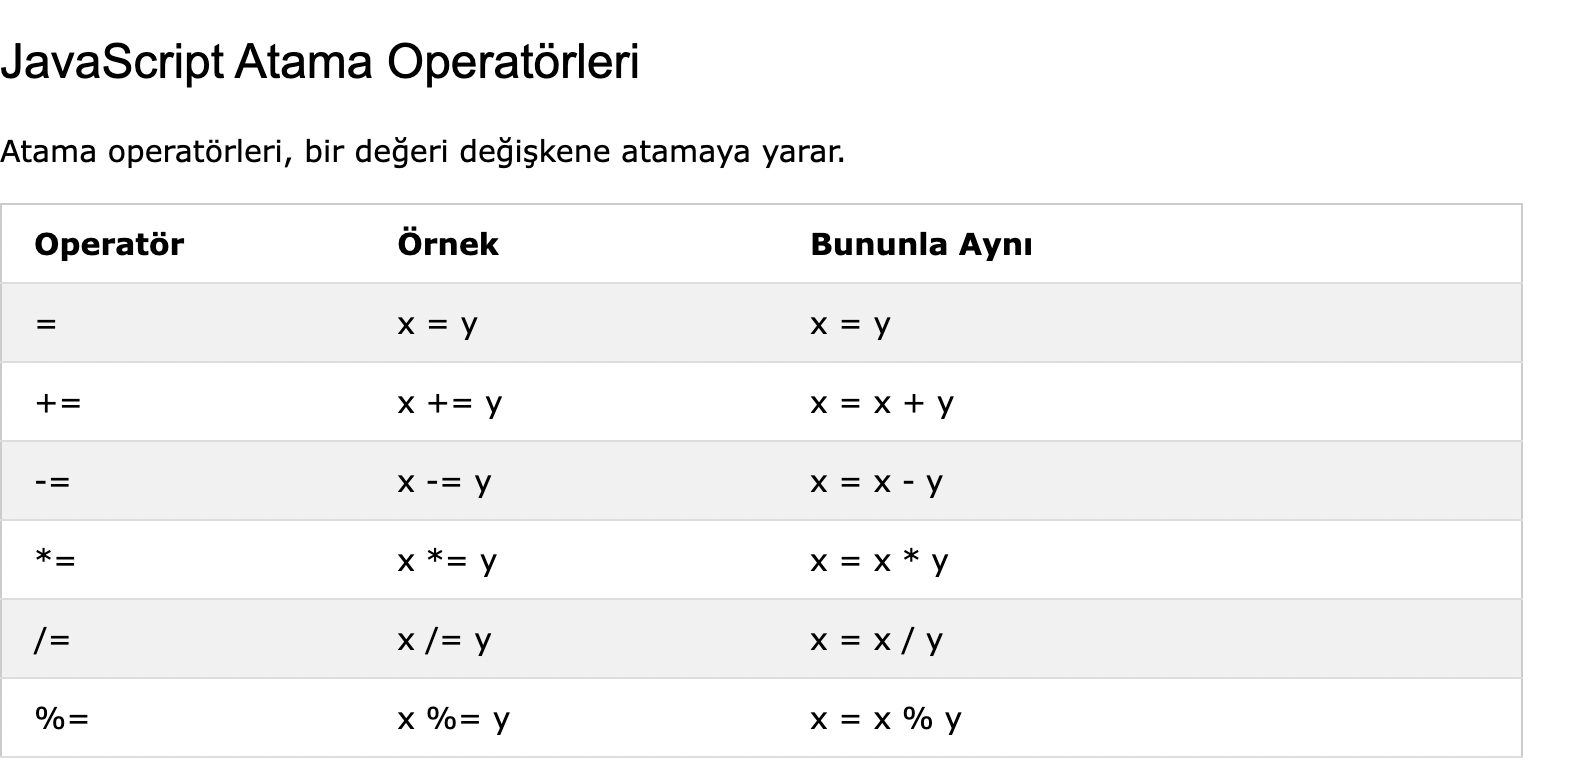 JavaScript Atama Operatörleri
Atama operatörleri, bir değeri değişkene atamaya yarar.
Operatör Örnek Bununla Aynı
= x = y x = y
+= x += y x = x + y
-= x -= y x = x - y
*= x *= y x = x * y
/= x /= y x = x / y
%= x %= y x = x % y